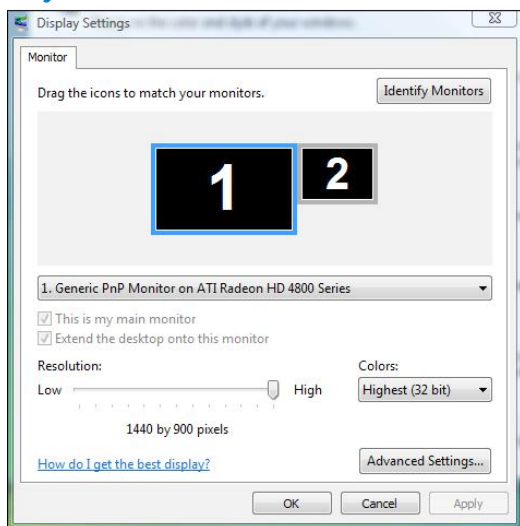 Display Settings
Monitor
Drag the icons to match your monitors.
Identify Monitors
1
2
1. Generic PnP Monitor on ATI Radeon HD 4800 Series
This is my main monitor
Extend the desktop onto this monitor
Resolution:
Colors:
Low
High
Highest (32 bit)
1440 by 900 pixels
How do I get the best display?
Advanced Settings...
OK
Cancel
Apply